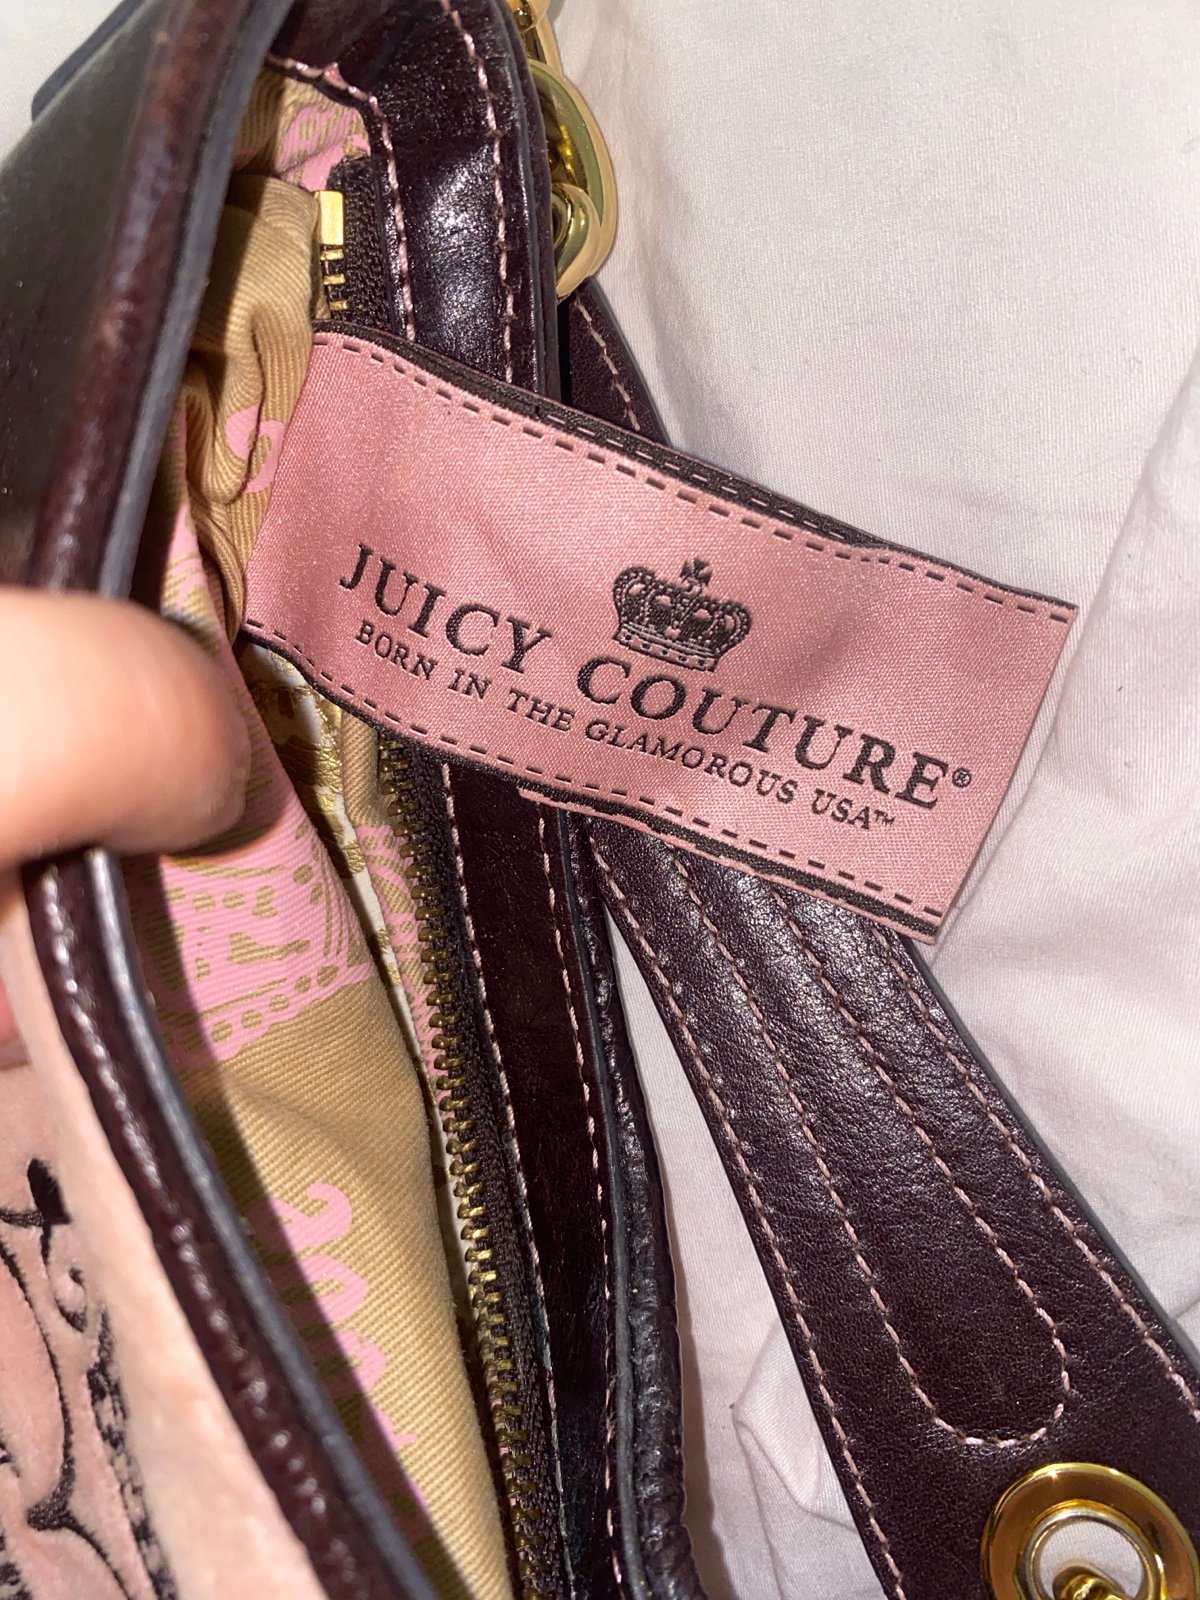 JUICY COUTURE®
BORN IN THE GLAMOROUS USA™